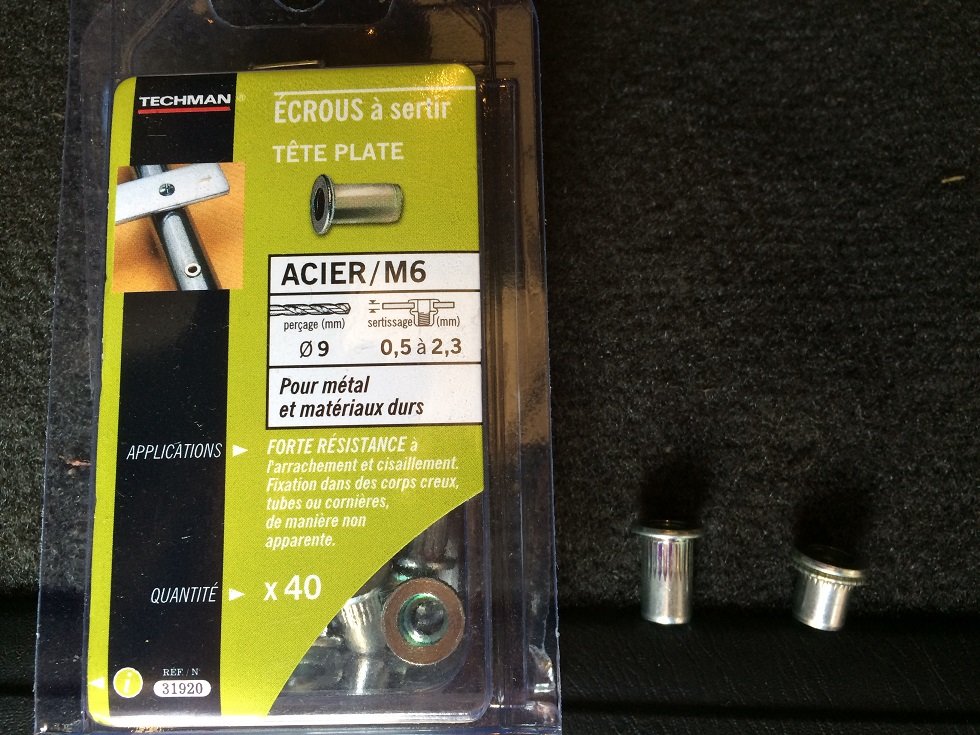 TECHMAN®
ÉCROUS à sertir
TÊTE PLATE
ACIER/M6
perçage (mm)
sertissage (mm)
Ø 9
0,5 à 2,3
Pour métal
et matériaux durs
APPLICATIONS
FORTE RÉSISTANCE à
l'arrachement et cisaillement.
Fixation dans des corps creux,
tubes ou cornières,
de manière non
apparente.
QUANTITÉ
x 40
i
RÉF. / N°
31920